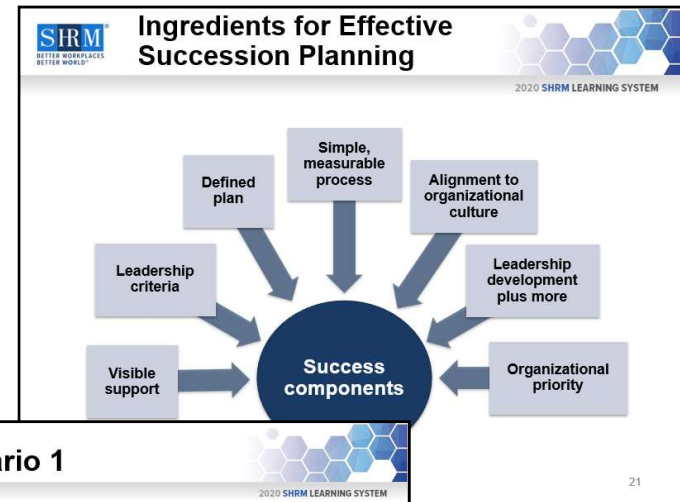 SHRM
BETTER WORKPLACES
BETTER WORLD™
Ingredients for Effective
Succession Planning
2020 SHRM LEARNING SYSTEM
Simple,
measurable
process
Defined
plan
Alignment to
organizational
culture
Leadership
criteria
Leadership
development
plus more
Visible
support
Success
components
Organizational
priority
ario 1
2020 SHRM LEARNING SYSTEM
21